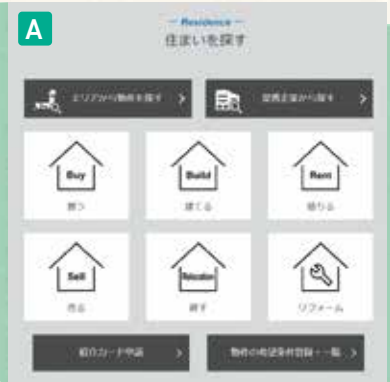 A
Residence
住まいを探す
エリアから物件を探す
提携企業から探す
Buy
買う
Build
建てる
Rent
借りる
Sell
売る
Relocation
貸す
リフォーム
紹介カード申請
物件の希望条件登録・一覧